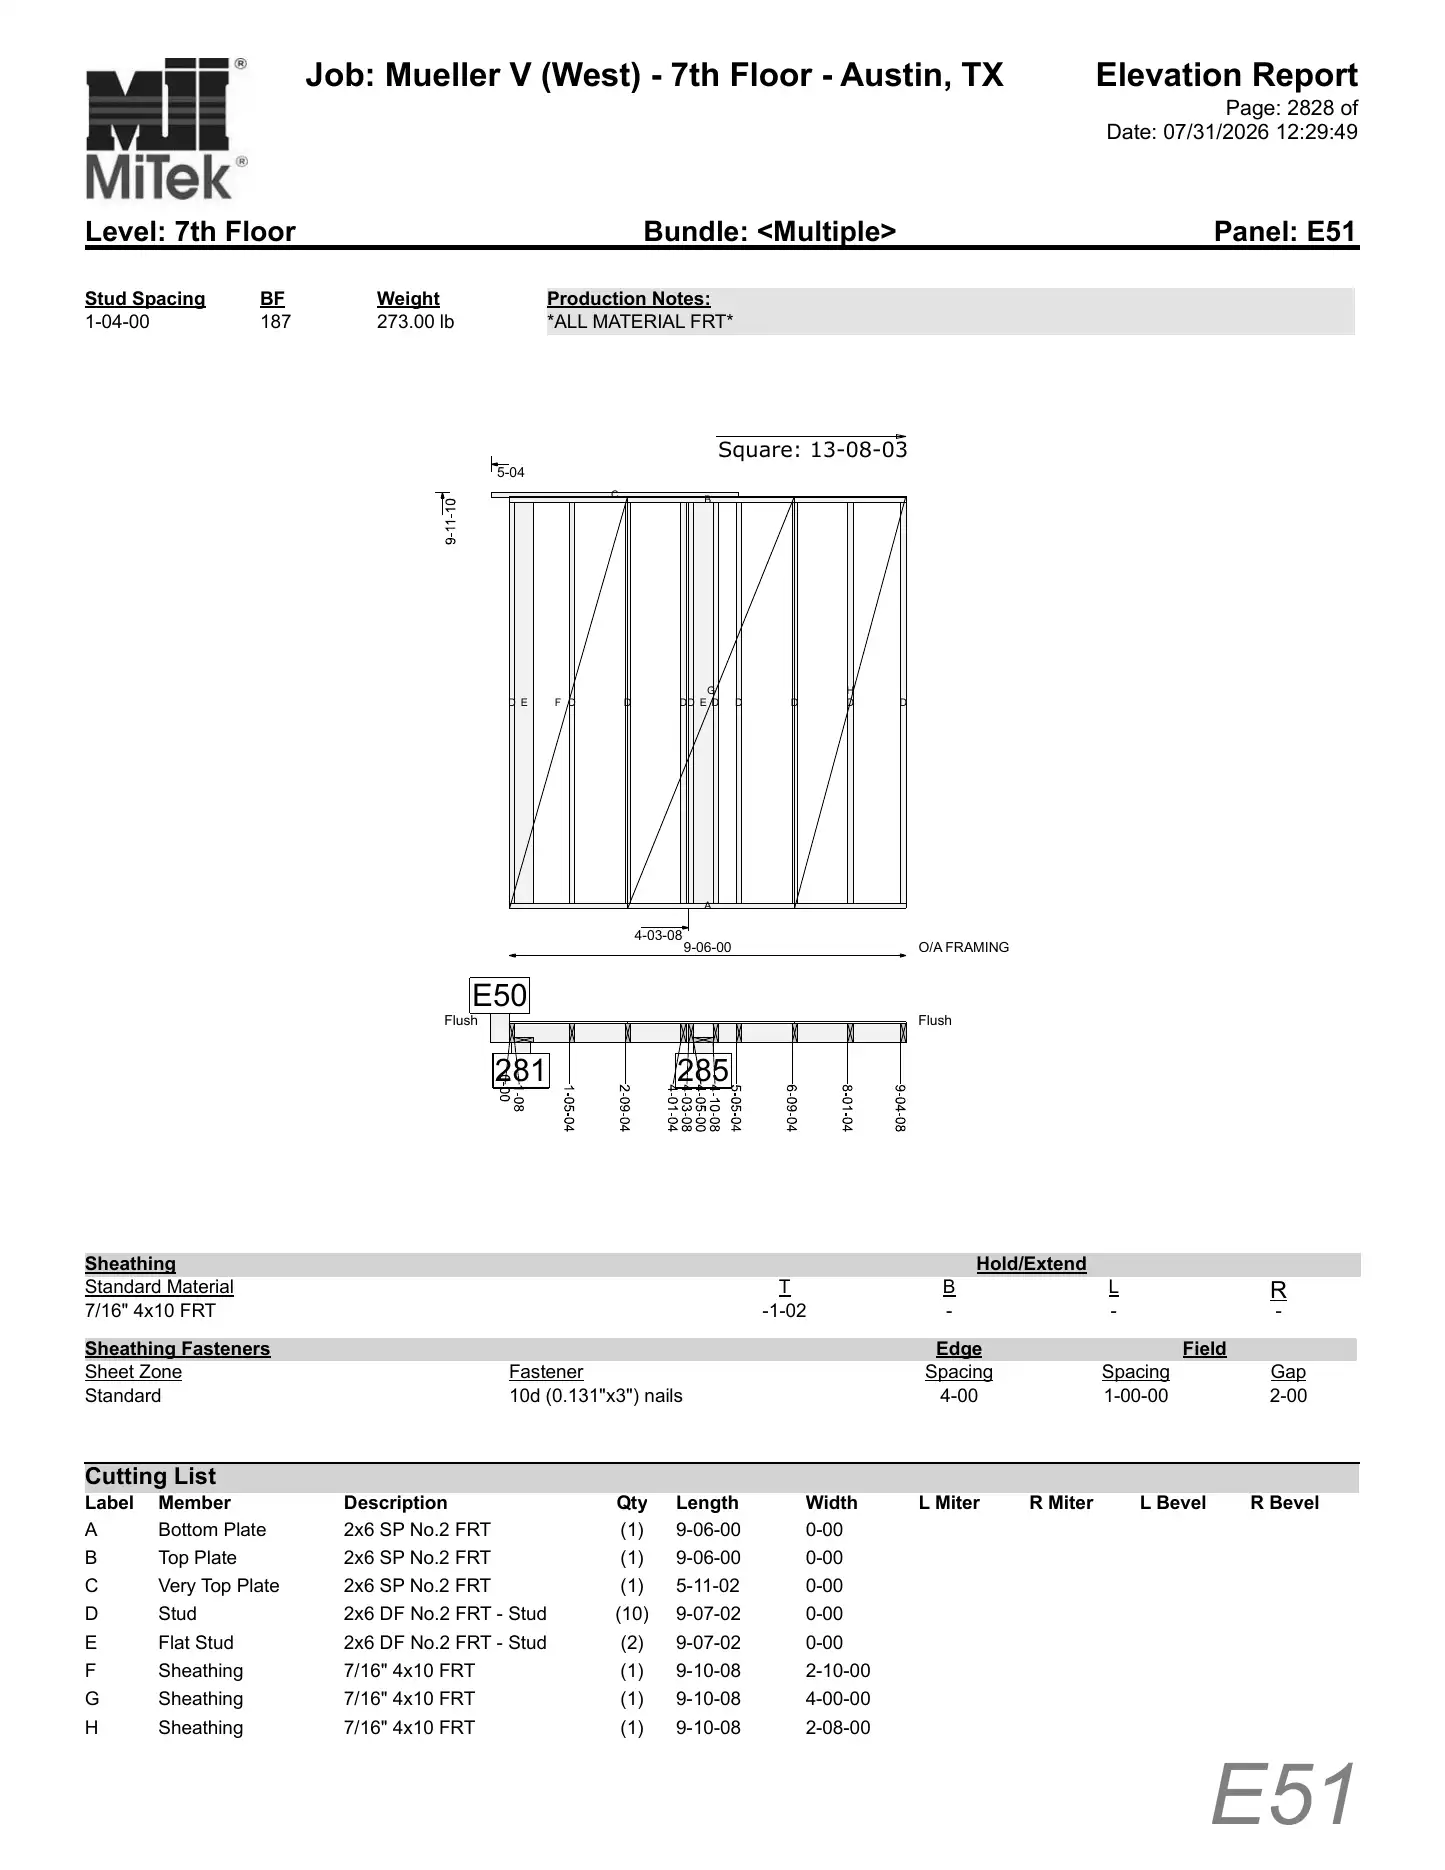 Job: Mueller V (West) - 7th Floor - Austin, TX
Elevation Report
Page: 2828 of
Date: 07/31/2026 12:29:49
MiTek®
Level: 7th Floor Bundle: <Multiple> Panel: E51
Stud Spacing BF Weight Production Notes:
1-04-00 187 273.00 lb *ALL MATERIAL FRT*
Square: 13-08-03
5-04
9-11-10
C B
G H
D E F D D D D E D D D D D
A
4-03-08
9-06-00 O/A FRAMING
E50
Flush Flush
281 285
1-05-04 2-09-04 4-01-04 4-03-08 4-05-00 4-10-08 5-05-04 6-09-04 8-01-04 9-04-08
Sheathing Hold/Extend
Standard Material T B L R
7/16" 4x10 FRT -1-02 - - -
Sheathing Fasteners Edge Field
Sheet Zone Fastener Spacing Spacing Gap
Standard 10d (0.131"x3") nails 4-00 1-00-00 2-00
Cutting List
Label Member Description Qty Length Width L Miter R Miter L Bevel R Bevel
A Bottom Plate 2x6 SP No.2 FRT (1) 9-06-00 0-00
B Top Plate 2x6 SP No.2 FRT (1) 9-06-00 0-00
C Very Top Plate 2x6 SP No.2 FRT (1) 5-11-02 0-00
D Stud 2x6 DF No.2 FRT - Stud (10) 9-07-02 0-00
E Flat Stud 2x6 DF No.2 FRT - Stud (2) 9-07-02 0-00
F Sheathing 7/16" 4x10 FRT (1) 9-10-08 2-10-00
G Sheathing 7/16" 4x10 FRT (1) 9-10-08 4-00-00
H Sheathing 7/16" 4x10 FRT (1) 9-10-08 2-08-00
E51